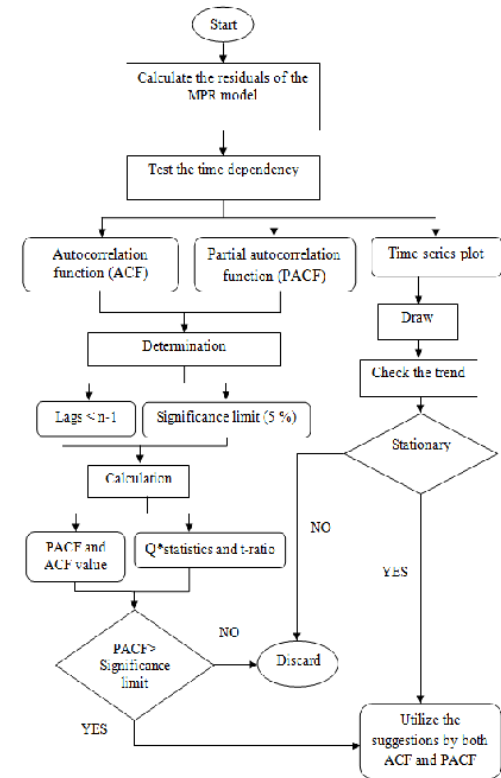 Start
Calculate the residuals of the
MPR model
Test the time dependency
Autocorrelation
function (ACF)
Partial autocorrelation
function (PACF)
Time series plot
Draw
Determination
Check the trend
Lags < n-1
Significance limit (5 %)
Stationary
Calculation
NO
PACF and
ACF value
Q*statistics and t-ratio
YES
PACF>
Significance
limit
NO
Discard
YES
Utilize the
suggestions by both
ACF and PACF